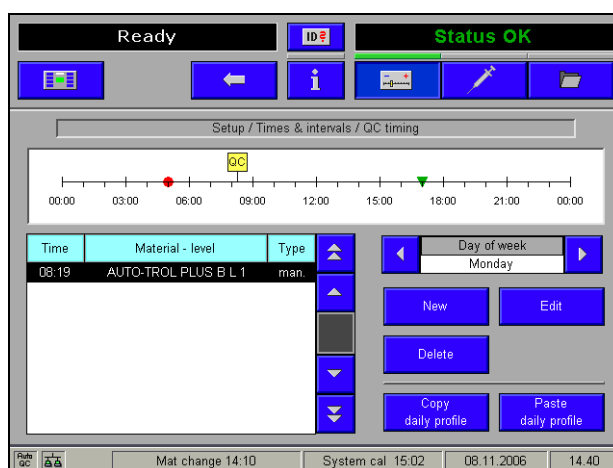 Ready
ID
Status OK
i
Setup / Times & intervals / QC timing
QC
00:00 03:00 06:00 09:00 12:00 15:00 18:00 21:00 00:00
Time Material - level Type
08:19 AUTO-TROL PLUS B L 1 man.
Day of week
Monday
New Edit
Delete
Copy
daily profile
Paste
daily profile
Auto
QC
Mat change 14:10 System cal 15:02 08.11.2006 14.40